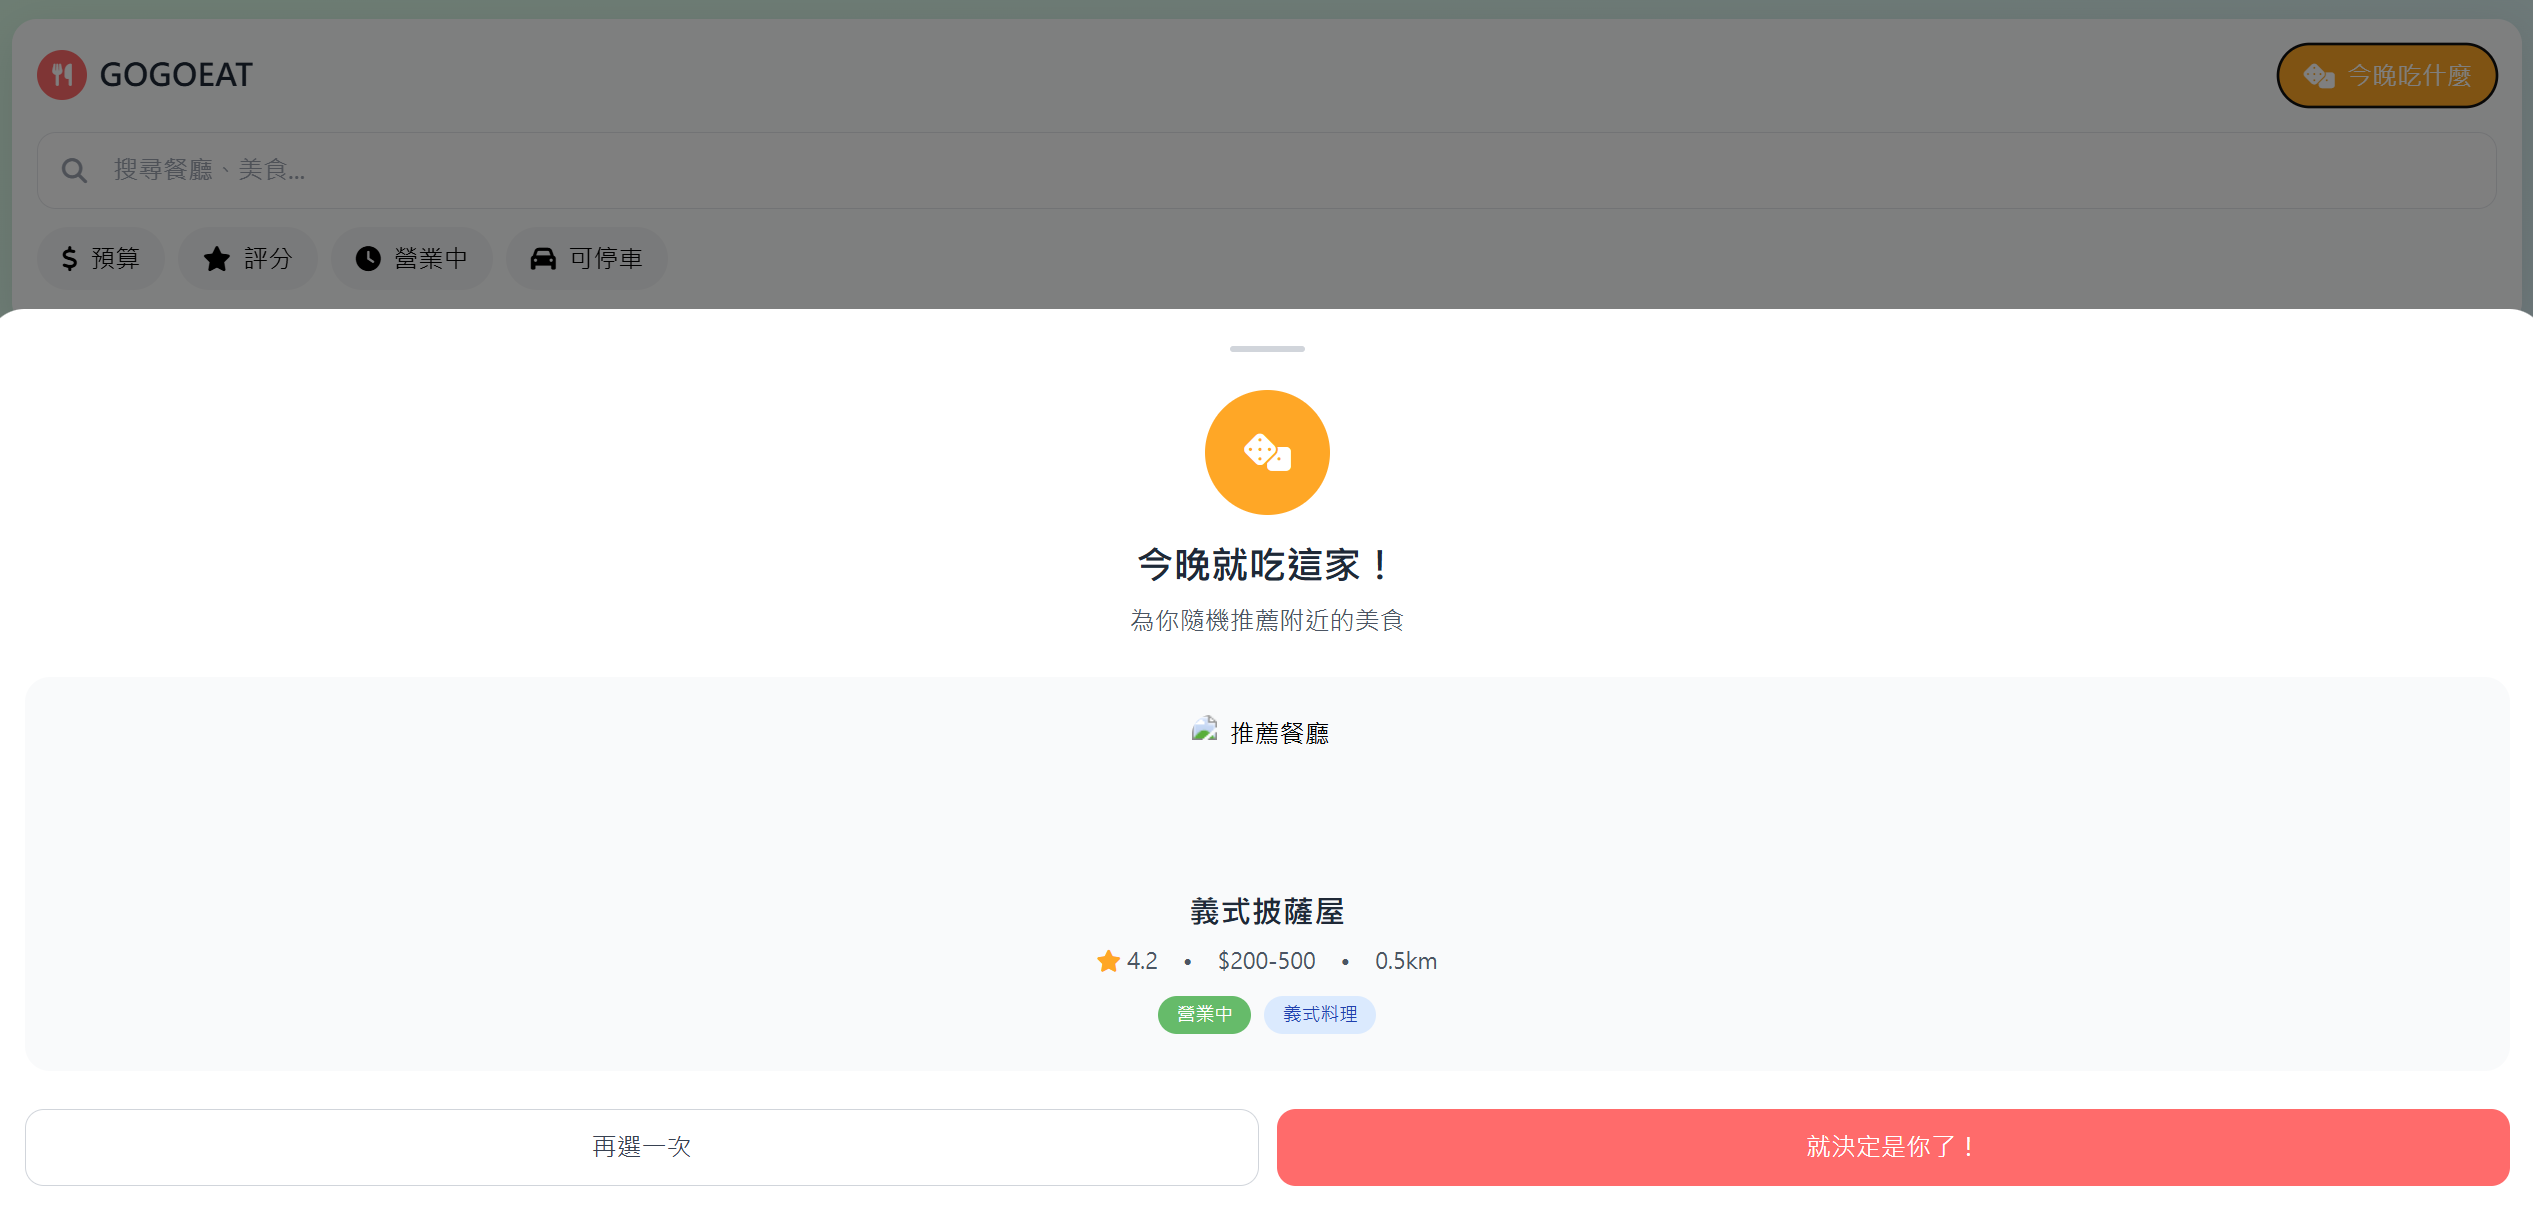 GOGOEAT
今晚吃什麼
搜尋餐廳、美食...
預算
評分
營業中
可停車
今晚就吃這家！
為你隨機推薦附近的美食
推薦餐廳
義式披薩屋
4.2 • $200-500 • 0.5km
營業中 義式料理
再選一次
就決定是你了！